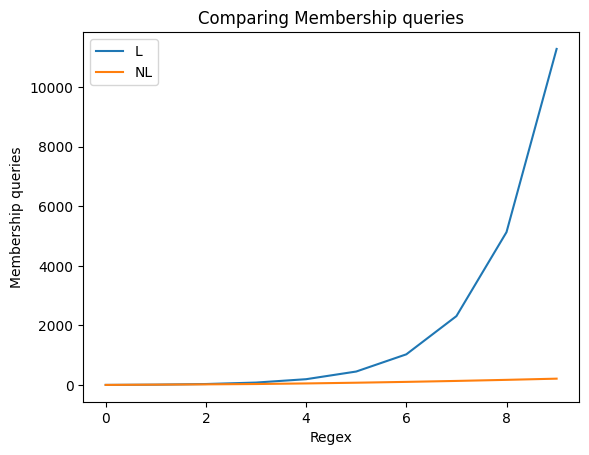 Comparing Membership queries
L
NL
Membership queries
10000
8000
6000
4000
2000
0
0 2 4 6 8
Regex